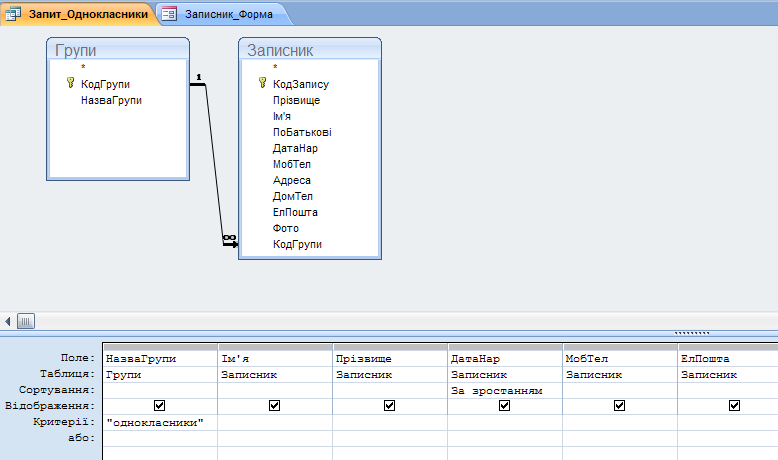 Запит_Однокласники Записник_Форма
Групи
*
КодГрупи
НазваГрупи
1
∞
Записник
*
КодЗапису
Прізвище
Ім'я
ПоБатькові
ДатаНар
МобТел
Адреса
ДомТел
ЕлПошта
Фото
КодГрупи
Поле: НазваГрупи Ім'я Прізвище ДатаНар МобТел ЕлПошта
Таблиця: Групи Записник Записник Записник Записник Записник
Сортування: За зростанням
Відображення:
Критерії: "однокласники"
або: